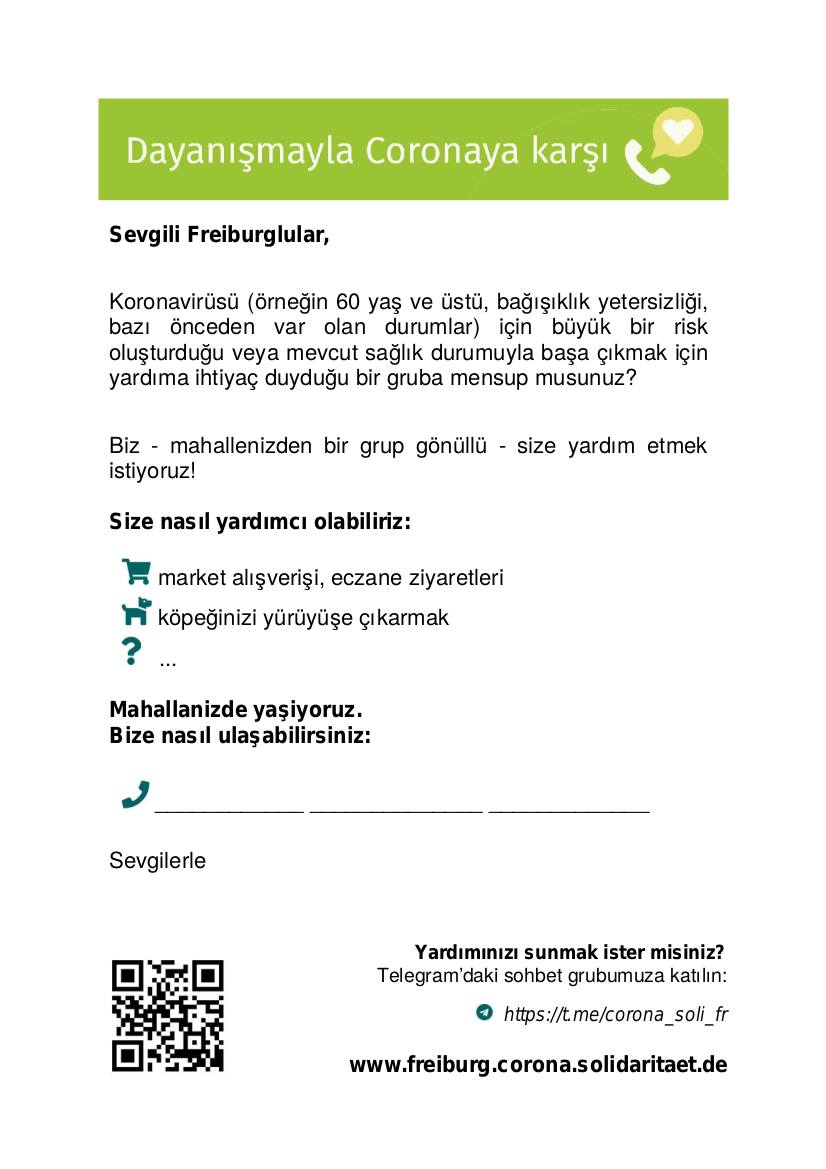 Dayanışmayla Coronaya karşı
Sevgili Freiburglular,
Koronavirüsü (örneğin 60 yaş ve üstü, bağışıklık yetersizliği,
bazı önceden var olan durumlar) için büyük bir risk
oluşturduğu veya mevcut sağlık durumuyla başa çıkmak için
yardıma ihtiyaç duyduğu bir gruba mensup musunuz?
Biz - mahallenizden bir grup gönüllü - size yardım etmek
istiyoruz!
Size nasıl yardımcı olabiliriz:
market alışverişi, eczane ziyaretleri
köpeğinizi yürüyüşe çıkarmak
? ...
Mahallanizde yaşiyoruz.
Bize nasıl ulaşabilirsiniz:
____________ ______________ _____________
Sevgilerle
Yardımınızı sunmak ister misiniz?
Telegram’daki sohbet grubumuza katılın:
https://t.me/corona_soli_fr
www.freiburg.corona.solidaritaet.de